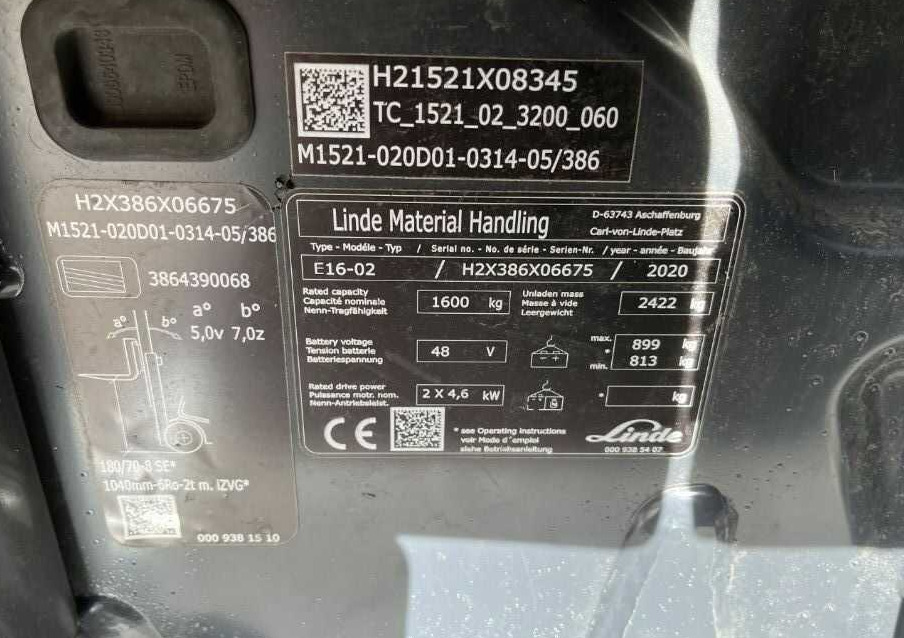 H21521X08345
TC_1521_02_3200_060
M1521-020D01-0314-05/386
H2X386X06675
M1521-020D01-0314-05/386
3864390068
a° b°
a° b°
5,0v 7,0z
180/70-8 SE*
1040mm-6Ro-2t m. IZVG*
000 938 15 10
Linde Material Handling
D-63743 Aschaffenburg
Carl-von-Linde-Platz
Type - Modéle - Typ / Serial no. - No. de série - Serien-Nr. / year - année - Baujahr
E16-02 / H2X386X06675 / 2020
Rated capacity
Capacité nominale
Nenn-Tragfähigkeit
1600 kg
Unladen mass
Masse à vide
Leergewicht
2422 kg
Battery voltage
Tension batterie
Batteriespannung
48 V
max. 899 kg
*
min. 813 kg
Rated drive power
Puissance motr. nom.
Nenn-Antriebsleist.
2 X 4,6 kW
* kg
CE
* see Operating Instructions
voir Mode d'emploi
siehe Betriebsanleitung
Linde
000 938 54 07